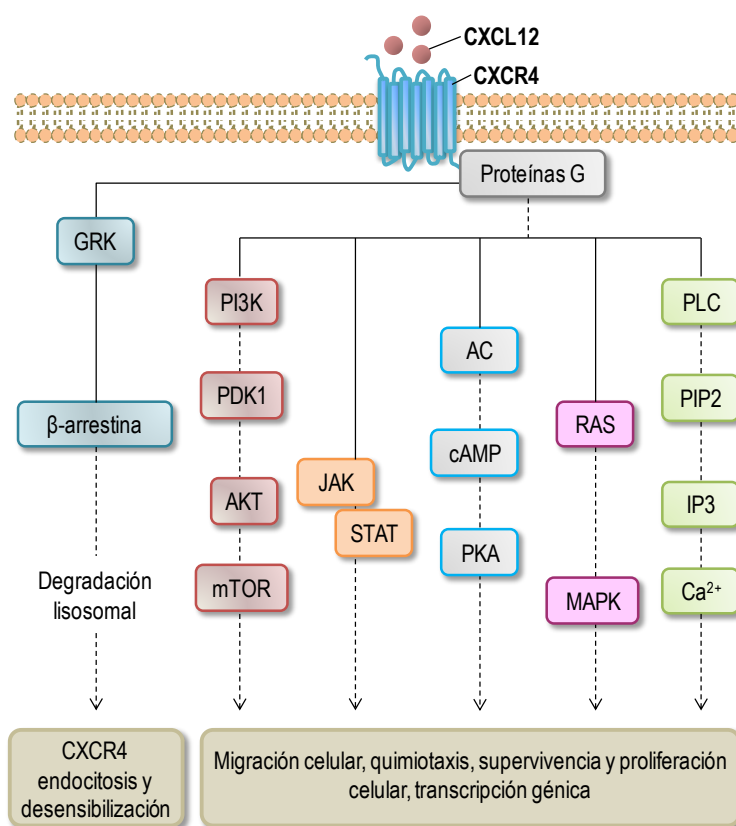 CXCL12
CXCR4
Proteínas G
GRK
β-arrestina
Degradación
lisosomal
CXCR4
endocitosis y
desensibilización
PI3K
PDK1
AKT
mTOR
JAK
STAT
AC
cAMP
PKA
RAS
MAPK
PLC
PIP2
IP3
Ca²⁺
Migración celular, quimiotaxis, supervivencia y proliferación
celular, transcripción génica